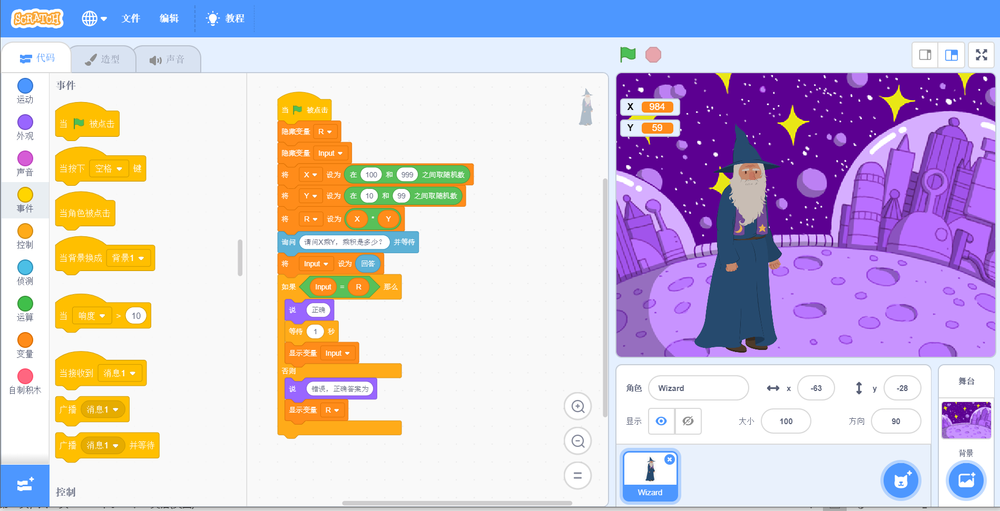 SCRATCH
文件 编辑 教程
代码 造型 声音
运动
外观
声音
事件
控制
侦测
运算
变量
自制积木
事件
当 被点击
当按下 空格 键
当角色被点击
当背景换成 背景1
当 响度 > 10
当接收到 消息1
广播 消息1
广播 消息1 并等待
控制
当 被点击
隐藏变量 R
隐藏变量 Input
将 X 设为 在 100 和 999 之间取随机数
将 Y 设为 在 10 和 99 之间取随机数
将 R 设为 X * Y
询问 请问X乘Y，乘积是多少？ 并等待
将 Input 设为 回答
如果 Input = R 那么
说 正确
等待 1 秒
显示变量 Input
否则
说 错误，正确答案为
显示变量 R
X 984
Y 59
角色 Wizard x -63 y -28
显示 大小 100 方向 90
Wizard
舞台
背景